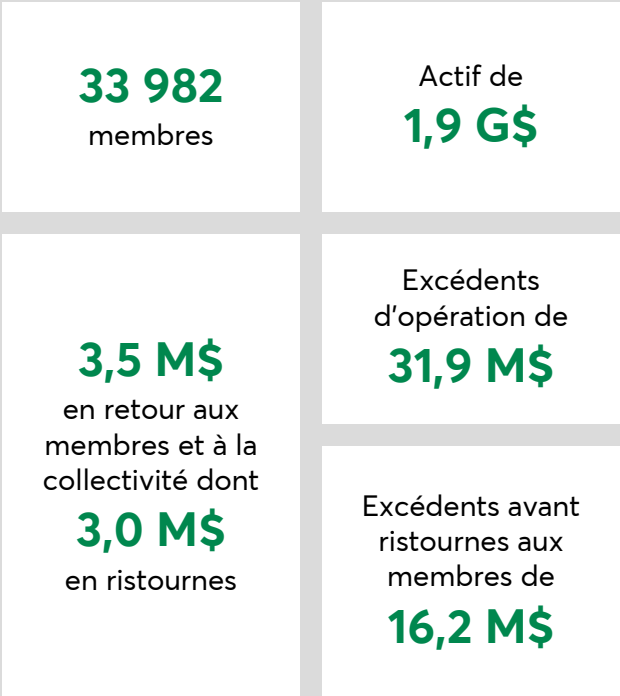 33 982
membres
Actif de
1,9 G$
3,5 M$
en retour aux
membres et à la
collectivité dont
3,0 M$
en ristournes
Excédents
d'opération de
31,9 M$
Excédents avant
ristournes aux
membres de
16,2 M$